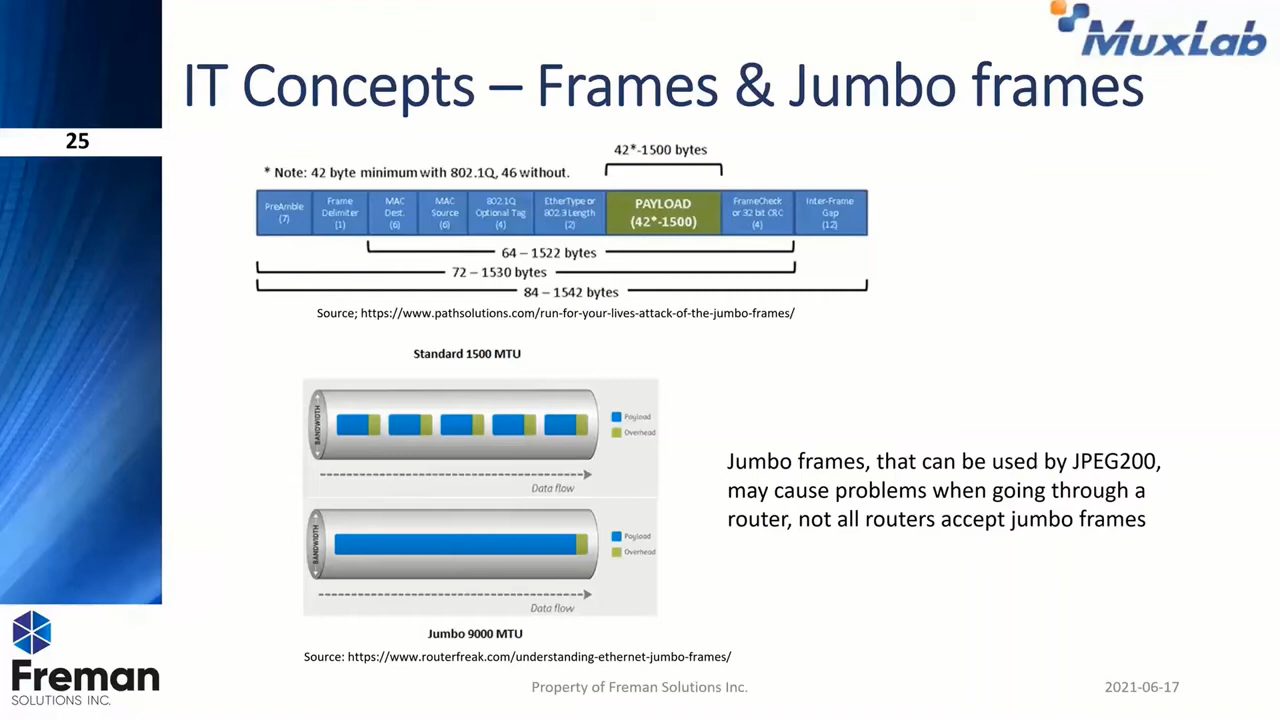 MuxLab
IT Concepts – Frames & Jumbo frames
25
42*-1500 bytes
* Note: 42 byte minimum with 802.1Q, 46 without.
PreAmble
(7)
Frame
Delimiter
(1)
MAC
Dest.
(6)
MAC
Source
(6)
802.1Q
Optional Tag
(4)
EtherType or
802.3 Length
(2)
PAYLOAD
(42*-1500)
FrameCheck
or 32 bit CRC
(4)
Inter-Frame
Gap
(12)
64 – 1522 bytes
72 – 1530 bytes
84 – 1542 bytes
Source; https://www.pathsolutions.com/run-for-your-lives-attack-of-the-jumbo-frames/
Standard 1500 MTU
BANDWIDTH
Payload
Overhead
Data flow
BANDWIDTH
Payload
Overhead
Data flow
Jumbo 9000 MTU
Source: https://www.routerfreak.com/understanding-ethernet-jumbo-frames/
Jumbo frames, that can be used by JPEG200,
may cause problems when going through a
router, not all routers accept jumbo frames
Freman
SOLUTIONS INC.
Property of Freman Solutions Inc.
2021-06-17